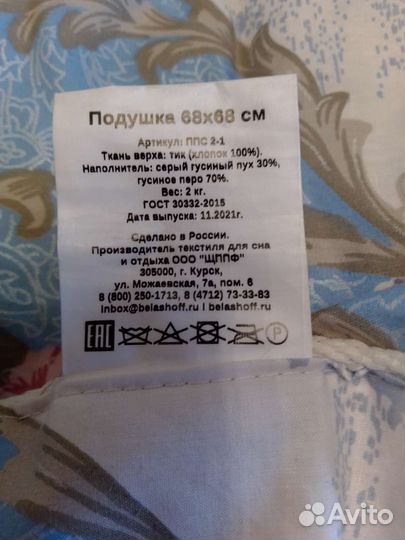 Подушка 68x68 см
Артикул: ППС 2-1
Ткань верха: тик (хлопок 100%).
Наполнитель: серый гусиный пух 30%,
гусиное перо 70%.
Вес: 2 кг.
ГОСТ 30332-2015
Дата выпуска: 11.2021г.
Сделано в России.
Производитель текстиля для сна
и отдыха ООО "ЩППФ"
305000, г. Курск,
ул. Можаевская, 7а, пом. 6
8 (800) 250-1713, 8 (4712) 73-33-83
inbox@belashoff.ru | belashoff.ru
EAC P
Avito